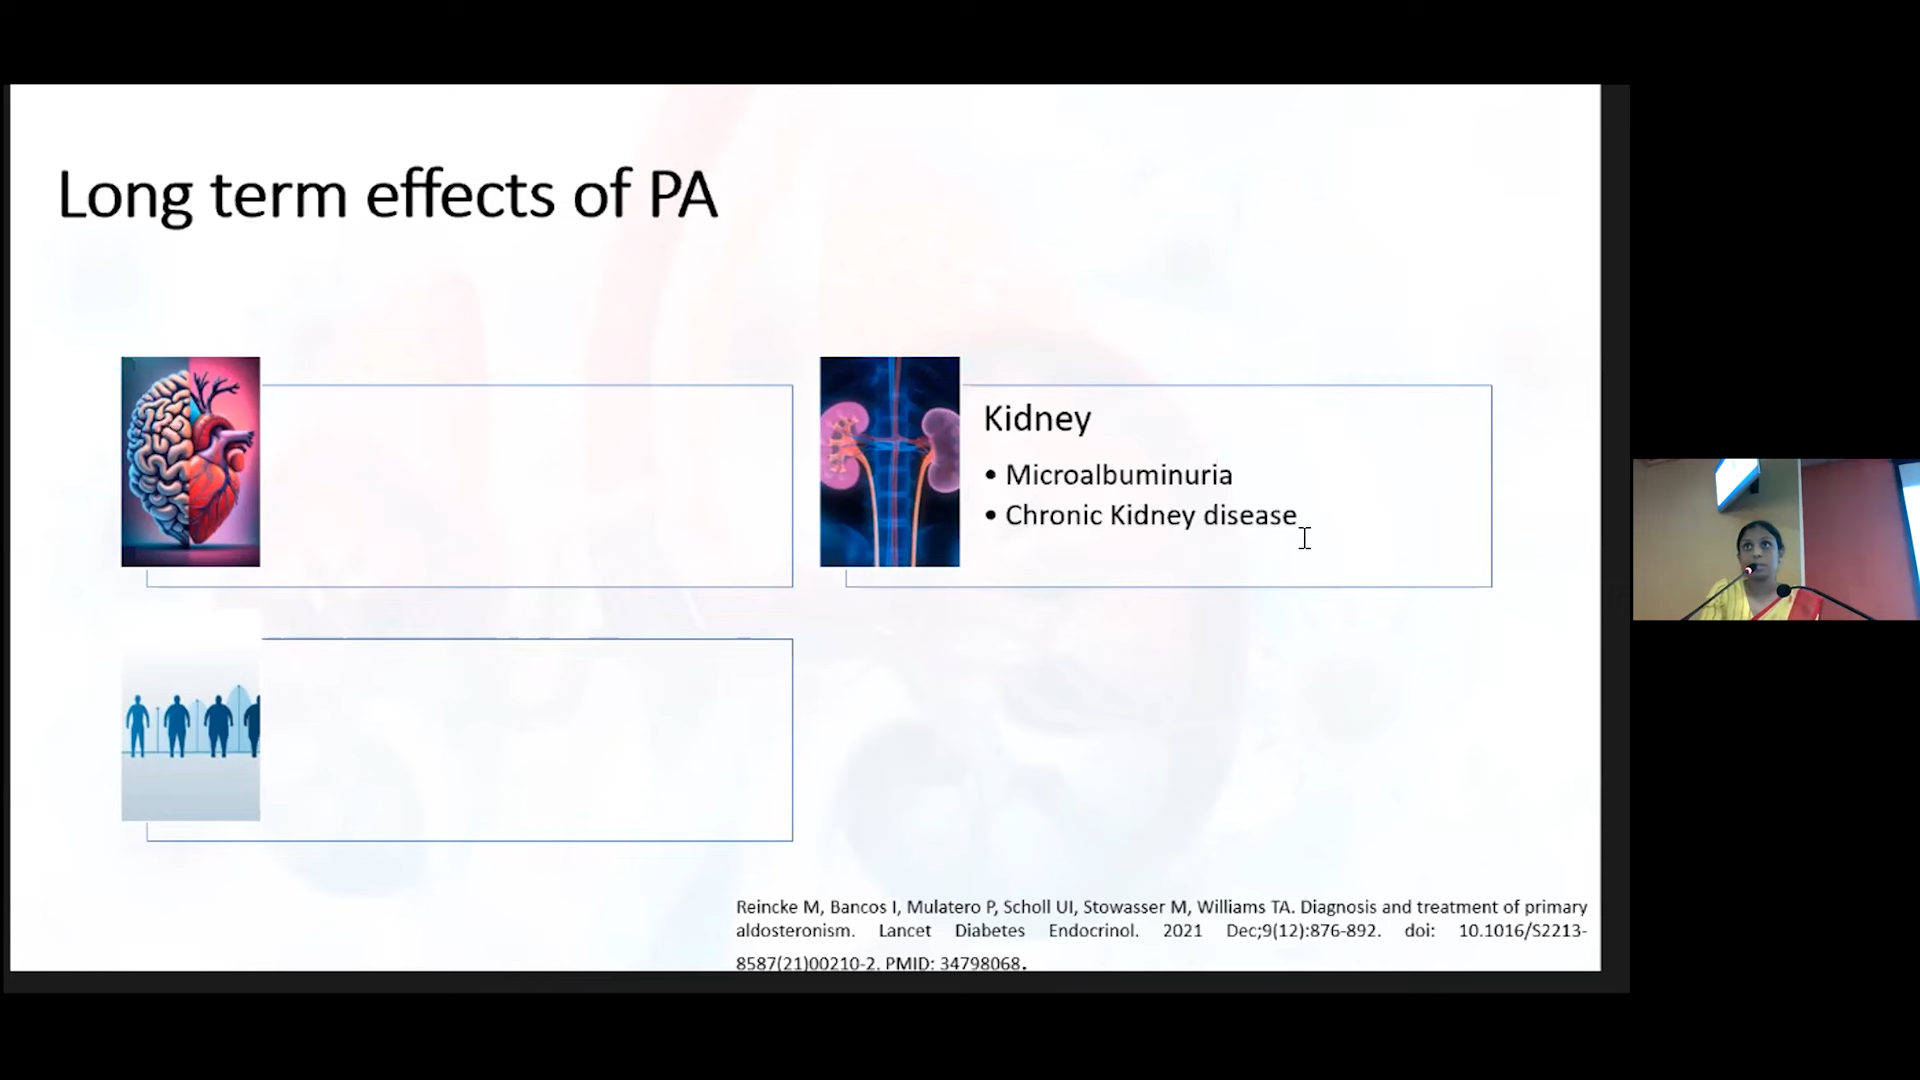 Long term effects of PA
Kidney
• Microalbuminuria
• Chronic Kidney disease
Reincke M, Bancos I, Mulatero P, Scholl UI, Stowasser M, Williams TA. Diagnosis and treatment of primary
aldosteronism. Lancet Diabetes Endocrinol. 2021 Dec;9(12):876-892. doi: 10.1016/S2213-
8587(21)00210-2. PMID: 34798068.